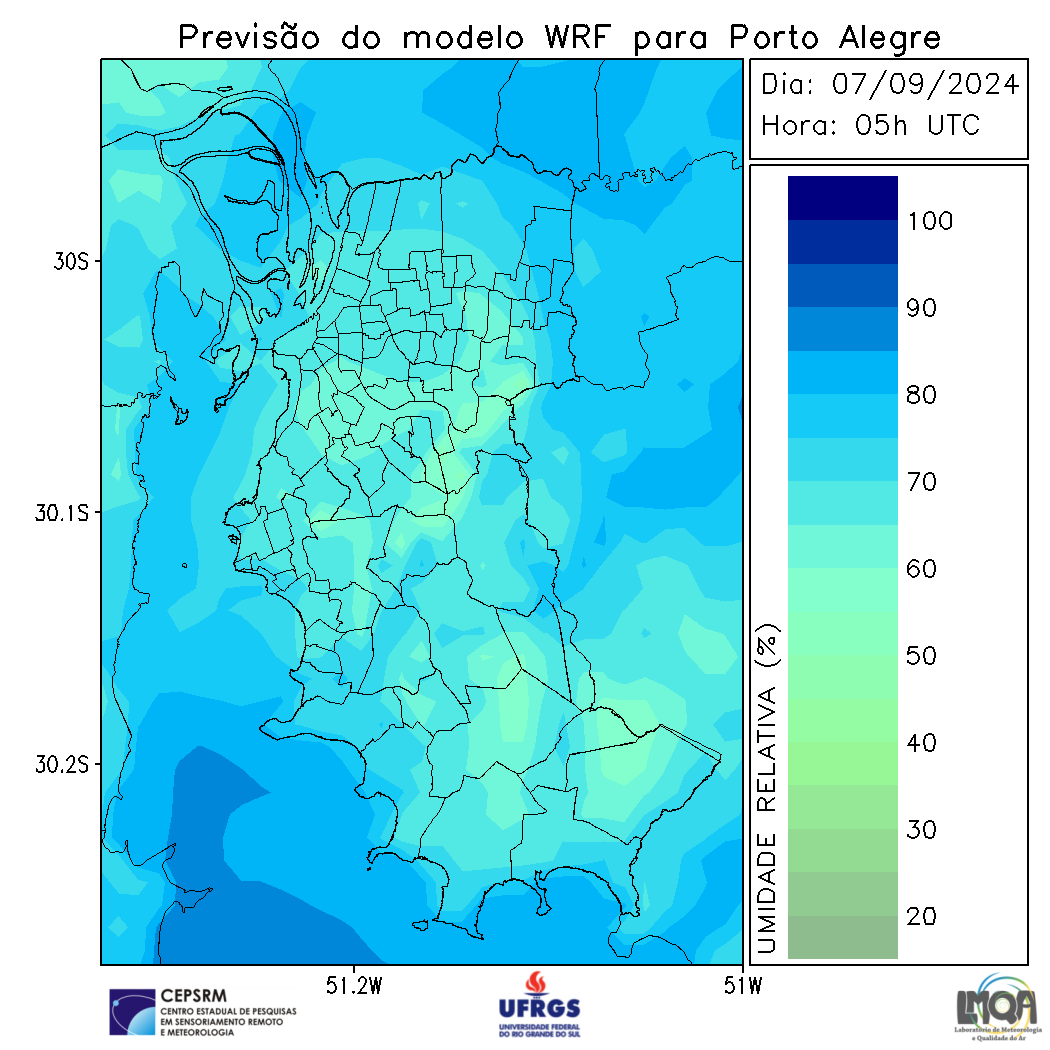 Previsão do modelo WRF para Porto Alegre
Dia: 07/09/2024
Hora: 05h UTC
30S
30.1S
30.2S
51.2W
51W
100
90
80
70
60
50
40
30
20
UMIDADE RELATIVA (%)
CEPSRM
CENTRO ESTADUAL DE PESQUISAS
EM SENSORIAMENTO REMOTO
E METEOROLOGIA
UFRGS
UNIVERSIDADE FEDERAL
DO RIO GRANDE DO SUL
LMQA
Laboratório de Meteorologia
e Qualidade do Ar